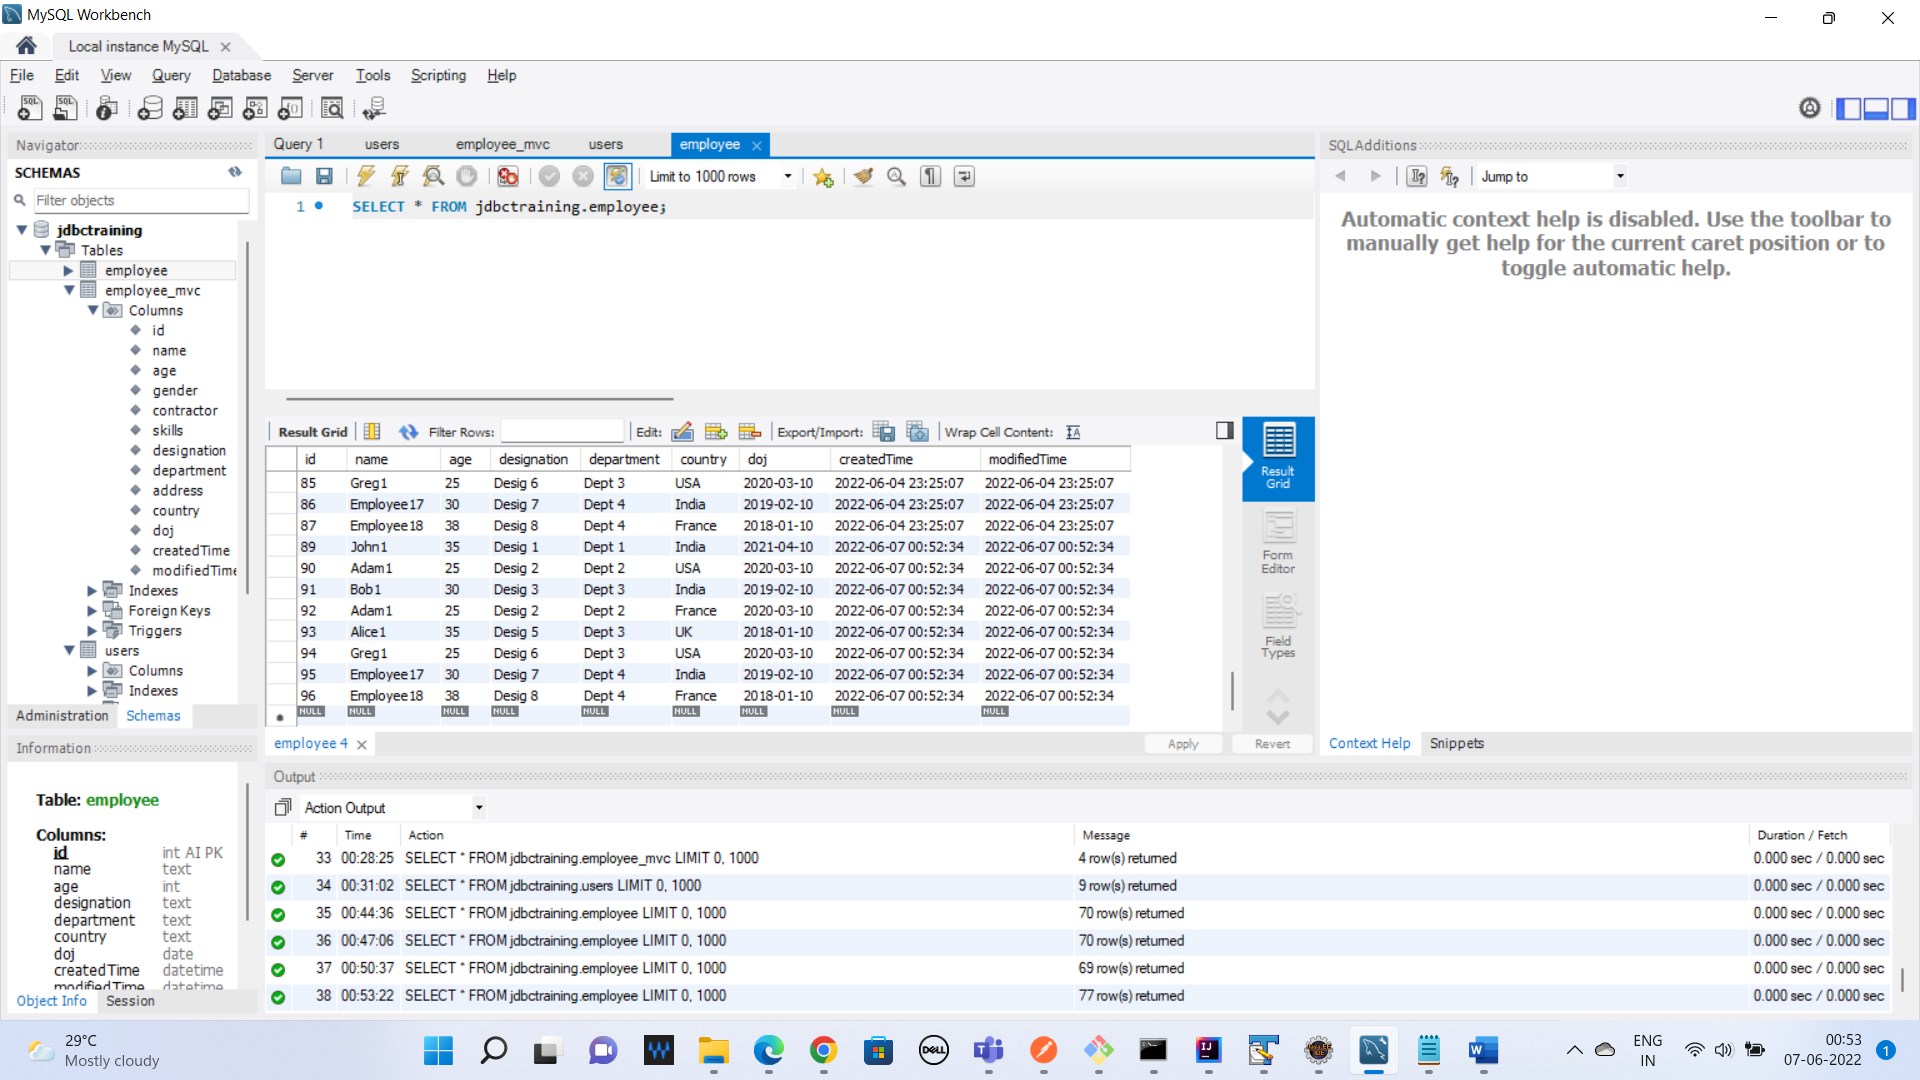 MySQL Workbench
Local instance MySQL
File Edit View Query Database Server Tools Scripting Help
Navigator
SCHEMAS
Filter objects
jdbctraining
Tables
employee
employee_mvc
Columns
id
name
age
gender
contractor
skills
designation
department
address
country
doj
createdTime
modifiedTime
Indexes
Foreign Keys
Triggers
users
Columns
Indexes
Administration Schemas
Information
Table: employee
Columns:
id int AI PK
name text
age int
designation text
department text
country text
doj date
createdTime datetime
modifiedTime datetime
Object Info Session
Query 1 users employee_mvc users employee
Limit to 1000 rows
1 SELECT * FROM jdbctraining.employee;
Result Grid Filter Rows: Edit: Export/Import: Wrap Cell Content:
id name age designation department country doj createdTime modifiedTime
85 Greg1 25 Desig 6 Dept 3 USA 2020-03-10 2022-06-04 23:25:07 2022-06-04 23:25:07
86 Employee17 30 Desig 7 Dept 4 India 2019-02-10 2022-06-04 23:25:07 2022-06-04 23:25:07
87 Employee18 38 Desig 8 Dept 4 France 2018-01-10 2022-06-04 23:25:07 2022-06-04 23:25:07
89 John1 35 Desig 1 Dept 1 India 2021-04-10 2022-06-07 00:52:34 2022-06-07 00:52:34
90 Adam1 25 Desig 2 Dept 2 USA 2020-03-10 2022-06-07 00:52:34 2022-06-07 00:52:34
91 Bob1 30 Desig 3 Dept 3 India 2019-02-10 2022-06-07 00:52:34 2022-06-07 00:52:34
92 Adam1 25 Desig 2 Dept 2 France 2020-03-10 2022-06-07 00:52:34 2022-06-07 00:52:34
93 Alice1 35 Desig 5 Dept 3 UK 2018-01-10 2022-06-07 00:52:34 2022-06-07 00:52:34
94 Greg1 25 Desig 6 Dept 3 USA 2020-03-10 2022-06-07 00:52:34 2022-06-07 00:52:34
95 Employee17 30 Desig 7 Dept 4 India 2019-02-10 2022-06-07 00:52:34 2022-06-07 00:52:34
96 Employee18 38 Desig 8 Dept 4 France 2018-01-10 2022-06-07 00:52:34 2022-06-07 00:52:34
NULL NULL NULL NULL NULL NULL NULL NULL NULL
Result
Grid
Form
Editor
Field
Types
employee 4 Apply Revert
SQLAdditions
Jump to
Automatic context help is disabled. Use the toolbar to
manually get help for the current caret position or to
toggle automatic help.
Context Help Snippets
Output
Action Output
# Time Action Message Duration / Fetch
33 00:28:25 SELECT * FROM jdbctraining.employee_mvc LIMIT 0, 1000 4 row(s) returned 0.000 sec / 0.000 sec
34 00:31:02 SELECT * FROM jdbctraining.users LIMIT 0, 1000 9 row(s) returned 0.000 sec / 0.000 sec
35 00:44:36 SELECT * FROM jdbctraining.employee LIMIT 0, 1000 70 row(s) returned 0.000 sec / 0.000 sec
36 00:47:06 SELECT * FROM jdbctraining.employee LIMIT 0, 1000 70 row(s) returned 0.000 sec / 0.000 sec
37 00:50:37 SELECT * FROM jdbctraining.employee LIMIT 0, 1000 69 row(s) returned 0.000 sec / 0.000 sec
38 00:53:22 SELECT * FROM jdbctraining.employee LIMIT 0, 1000 77 row(s) returned 0.000 sec / 0.000 sec
29°C
Mostly cloudy
DELL
ENG
IN
00:53
07-06-2022
1